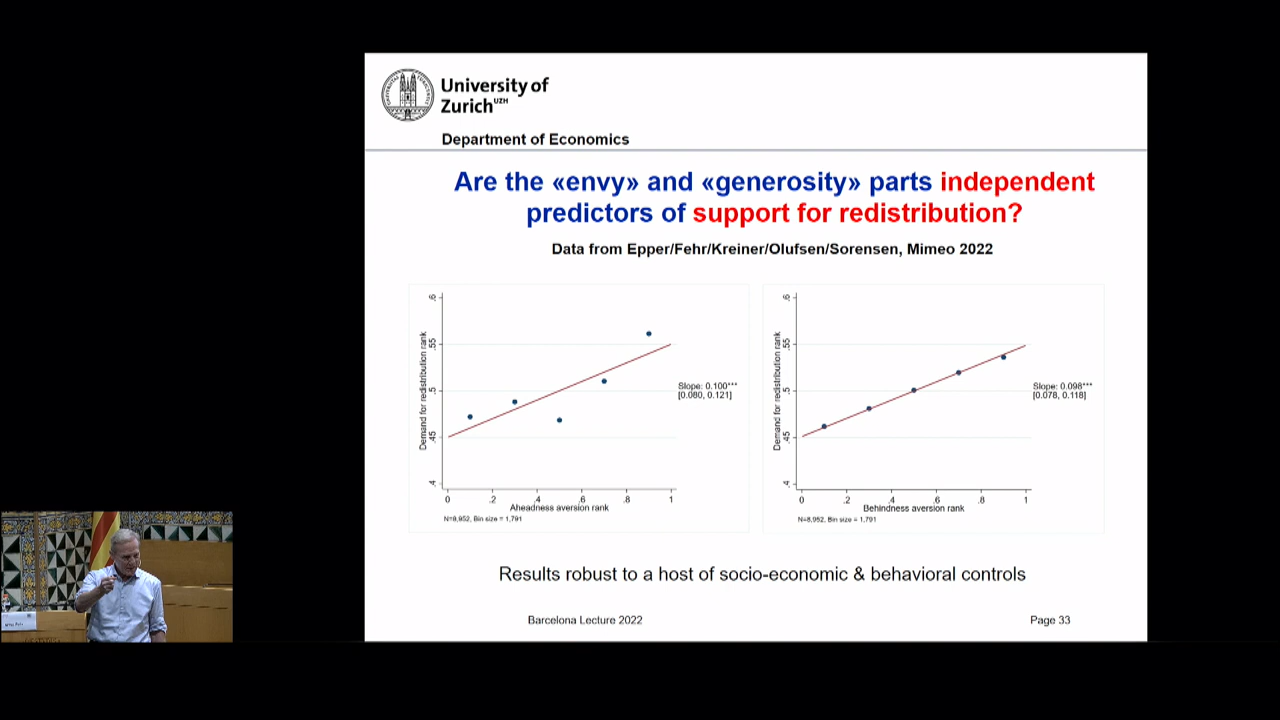 University of
Zurich UZH
Department of Economics
Are the «envy» and «generosity» parts independent
predictors of support for redistribution?
Data from Epper/Fehr/Kreiner/Olufsen/Sorensen, Mimeo 2022
Demand for redistribution rank
.6
.55
.5
.45
.4
0 .2 .4 .6 .8 1
Aheadness aversion rank
N=8,952, Bin size = 1,791
Slope: 0.100***
[0.080, 0.121]
Demand for redistribution rank
.6
.55
.5
.45
.4
0 .2 .4 .6 .8 1
Behindness aversion rank
N=8,952, Bin size = 1,791
Slope: 0.098***
[0.078, 0.118]
Results robust to a host of socio-economic & behavioral controls
Barcelona Lecture 2022
Page 33